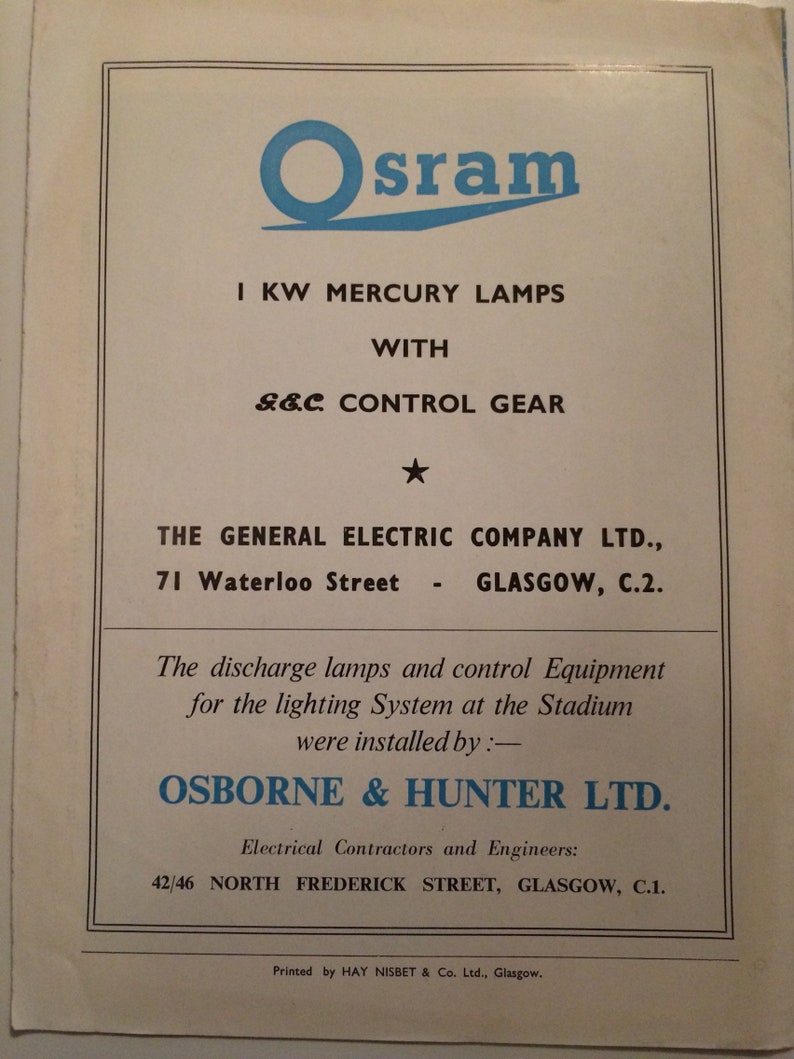 Osram
1 KW MERCURY LAMPS
WITH
G.E.C. CONTROL GEAR
THE GENERAL ELECTRIC COMPANY LTD.,
71 Waterloo Street - GLASGOW, C.2.
The discharge lamps and control Equipment
for the lighting System at the Stadium
were installed by :—
OSBORNE & HUNTER LTD.
Electrical Contractors and Engineers:
42/46 NORTH FREDERICK STREET, GLASGOW, C.1.
Printed by HAY NISBET & Co. Ltd., Glasgow.